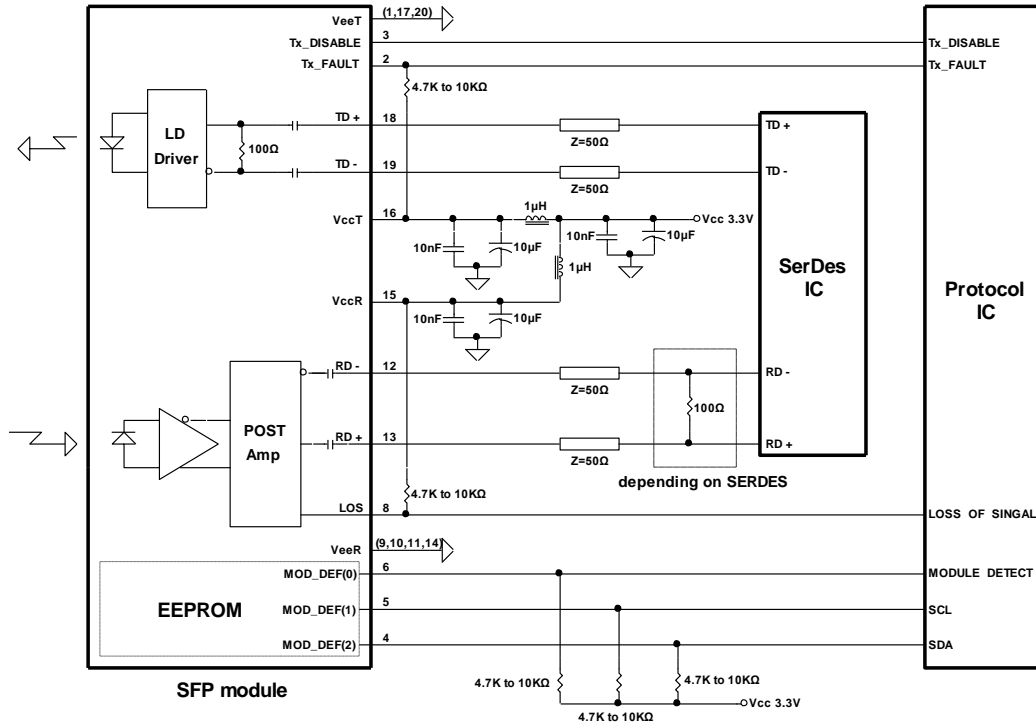 VeeT
(1,17,20)
Tx_DISABLE
3
Tx_DISABLE
Tx_FAULT
2
Tx_FAULT
4.7K to 10KΩ
LD
Driver
100Ω
TD +
18
Z=50Ω
TD +
TD -
19
Z=50Ω
TD -
VccT
16
1µH
Vcc 3.3V
10nF
10µF
10nF
10µF
1µH
SerDes
IC
Protocol
IC
VccR
15
10nF
10µF
RD -
12
Z=50Ω
RD -
100Ω
POST
Amp
RD +
13
Z=50Ω
RD +
depending on SERDES
4.7K to 10KΩ
LOS
8
LOSS OF SINGAL
VeeR
(9,10,11,14)
MOD_DEF(0)
6
MODULE DETECT
EEPROM
MOD_DEF(1)
5
SCL
MOD_DEF(2)
4
SDA
SFP module
4.7K to 10KΩ
4.7K to 10KΩ
4.7K to 10KΩ
Vcc 3.3V